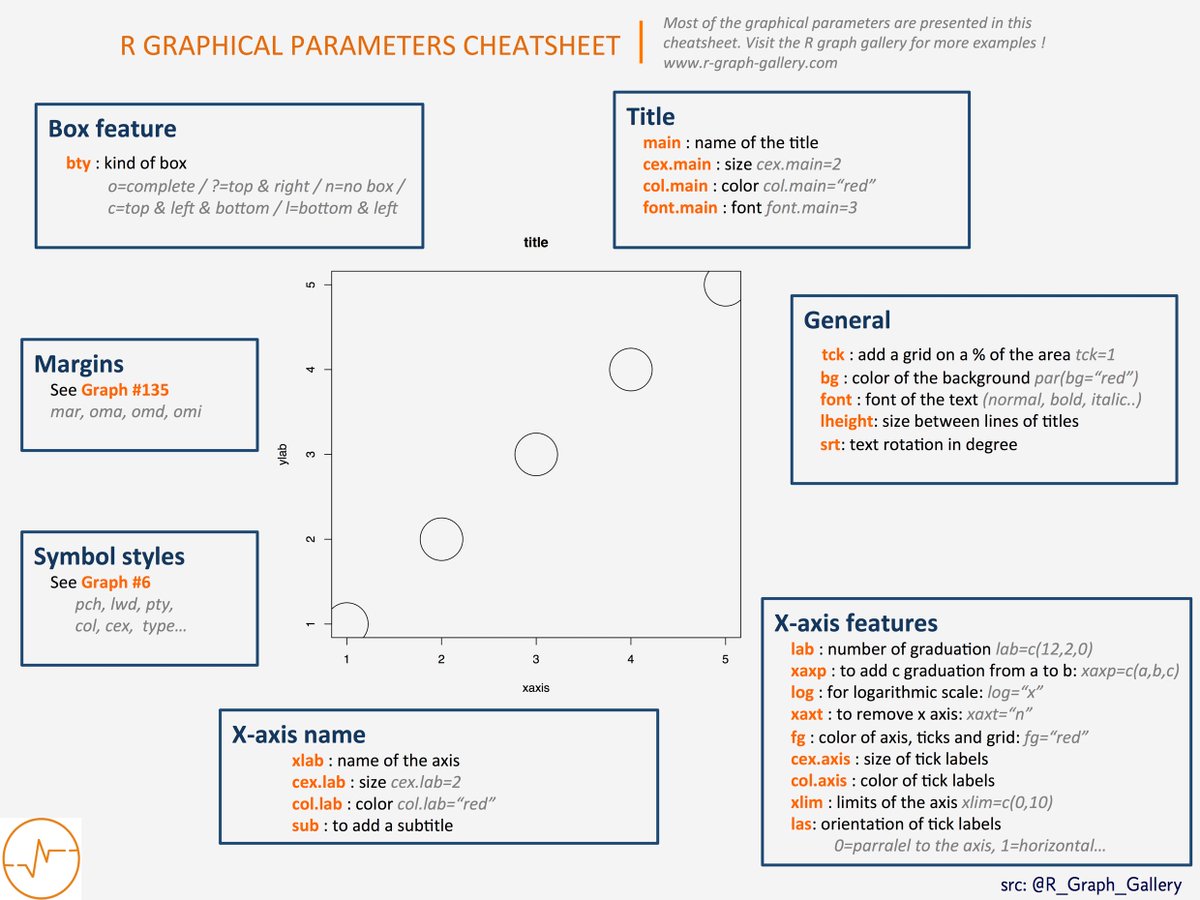 R GRAPHICAL PARAMETERS CHEATSHEET
Most of the graphical parameters are presented in this
cheatsheet. Visit the R graph gallery for more examples !
www.r-graph-gallery.com
Box feature
bty : kind of box
o=complete / ?=top & right / n=no box /
c=top & left & bottom / l=bottom & left
Title
main : name of the title
cex.main : size cex.main=2
col.main : color col.main=“red”
font.main : font font.main=3
title
5
4
3
2
1
ylab
1 2 3 4 5
xaxis
Margins
See Graph #135
mar, oma, omd, omi
General
tck : add a grid on a % of the area tck=1
bg : color of the background par(bg=“red”)
font : font of the text (normal, bold, italic..)
lheight: size between lines of titles
srt: text rotation in degree
Symbol styles
See Graph #6
pch, lwd, pty,
col, cex, type…
X-axis features
lab : number of graduation lab=c(12,2,0)
xaxp : to add c graduation from a to b: xaxp=c(a,b,c)
log : for logarithmic scale: log=“x”
xaxt : to remove x axis: xaxt=“n”
fg : color of axis, ticks and grid: fg=“red”
cex.axis : size of tick labels
col.axis : color of tick labels
xlim : limits of the axis xlim=c(0,10)
las: orientation of tick labels
0=parralel to the axis, 1=horizontal…
X-axis name
xlab : name of the axis
cex.lab : size cex.lab=2
col.lab : color col.lab=“red”
sub : to add a subtitle
src: @R_Graph_Gallery